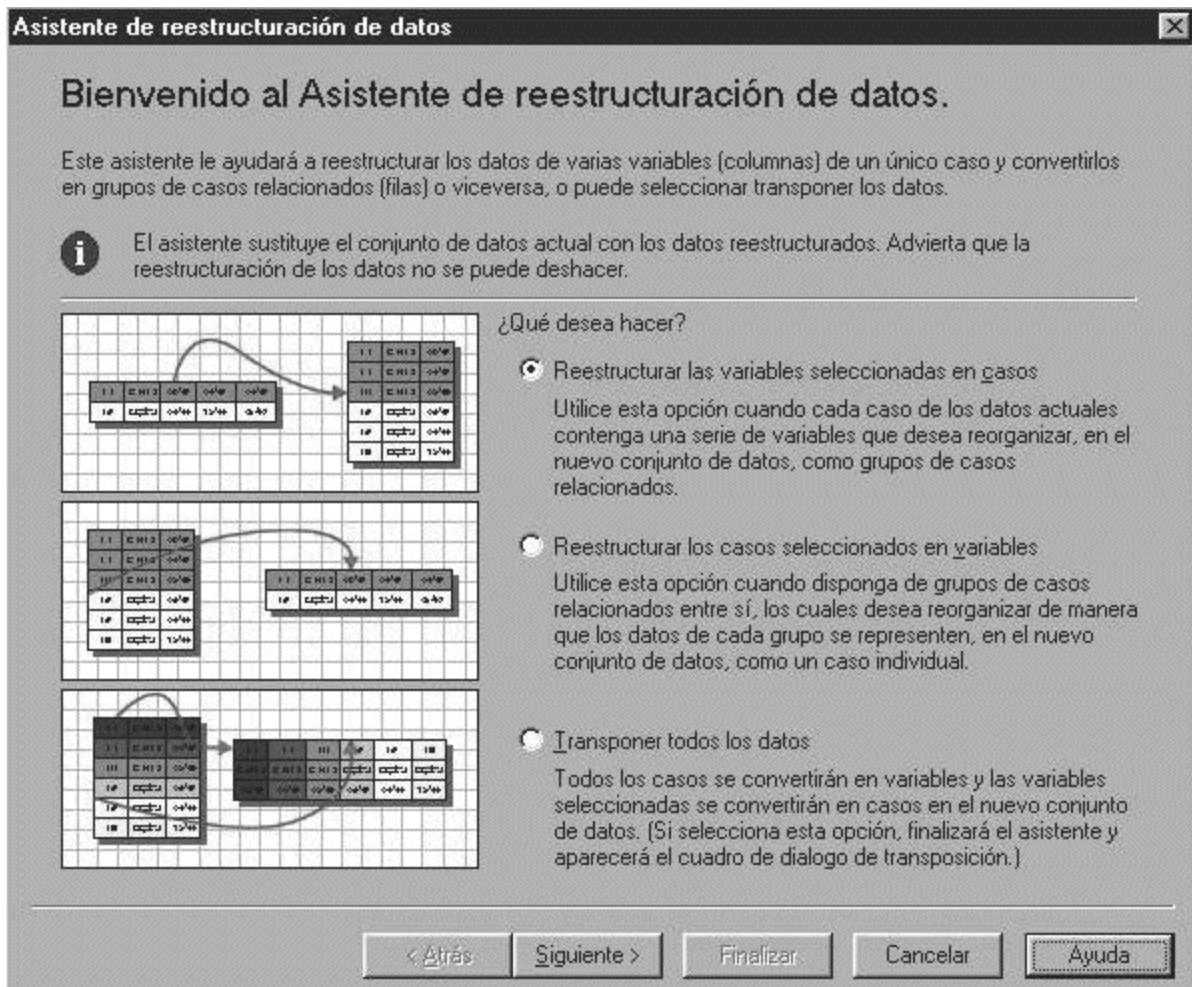 Asistente de reestructuración de datos
Bienvenido al Asistente de reestructuración de datos.
Este asistente le ayudará a reestructurar los datos de varias variables (columnas) de un único caso y convertirlos
en grupos de casos relacionados (filas) o viceversa, o puede seleccionar transponer los datos.
El asistente sustituye el conjunto de datos actual con los datos reestructurados. Advierta que la
reestructuración de los datos no se puede deshacer.
¿Qué desea hacer?
Reestructurar las variables seleccionadas en casos
Utilice esta opción cuando cada caso de los datos actuales
contenga una serie de variables que desea reorganizar, en el
nuevo conjunto de datos, como grupos de casos
relacionados.
Reestructurar los casos seleccionados en variables
Utilice esta opción cuando disponga de grupos de casos
relacionados entre sí, los cuales desea reorganizar de manera
que los datos de cada grupo se representen, en el nuevo
conjunto de datos, como un caso individual.
Transponer todos los datos
Todos los casos se convertirán en variables y las variables
seleccionadas se convertirán en casos en el nuevo conjunto
de datos. (Si selecciona esta opción, finalizará el asistente y
aparecerá el cuadro de dialogo de transposición.)
< Atrás
Siguiente >
Finalizar
Cancelar
Ayuda